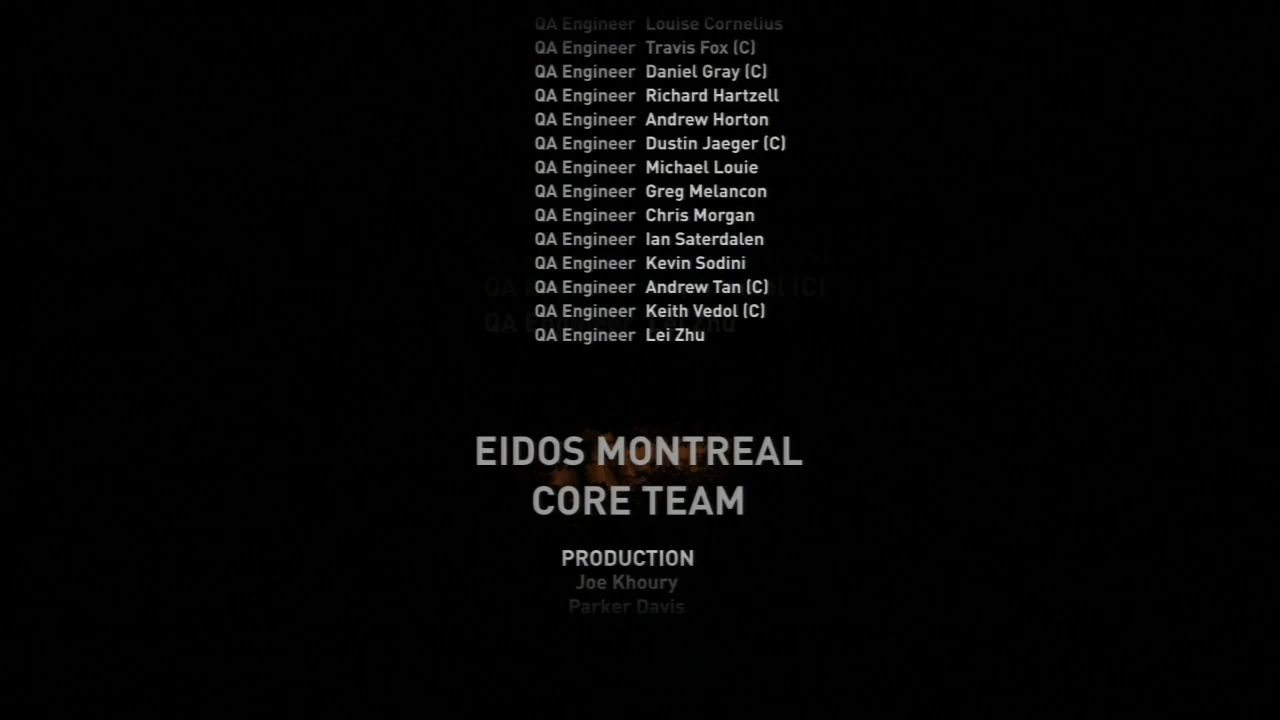 QA Engineer Louise Cornelius
QA Engineer Travis Fox (C)
QA Engineer Daniel Gray (C)
QA Engineer Richard Hartzell
QA Engineer Andrew Horton
QA Engineer Dustin Jaeger (C)
QA Engineer Michael Louie
QA Engineer Greg Melancon
QA Engineer Chris Morgan
QA Engineer Ian Saterdalen
QA Engineer Kevin Sodini
QA Engineer Andrew Tan (C)
QA Engineer Keith Vedol (C)
QA Engineer Lei Zhu
EIDOS MONTREAL
CORE TEAM
PRODUCTION
Joe Khoury
Parker Davis